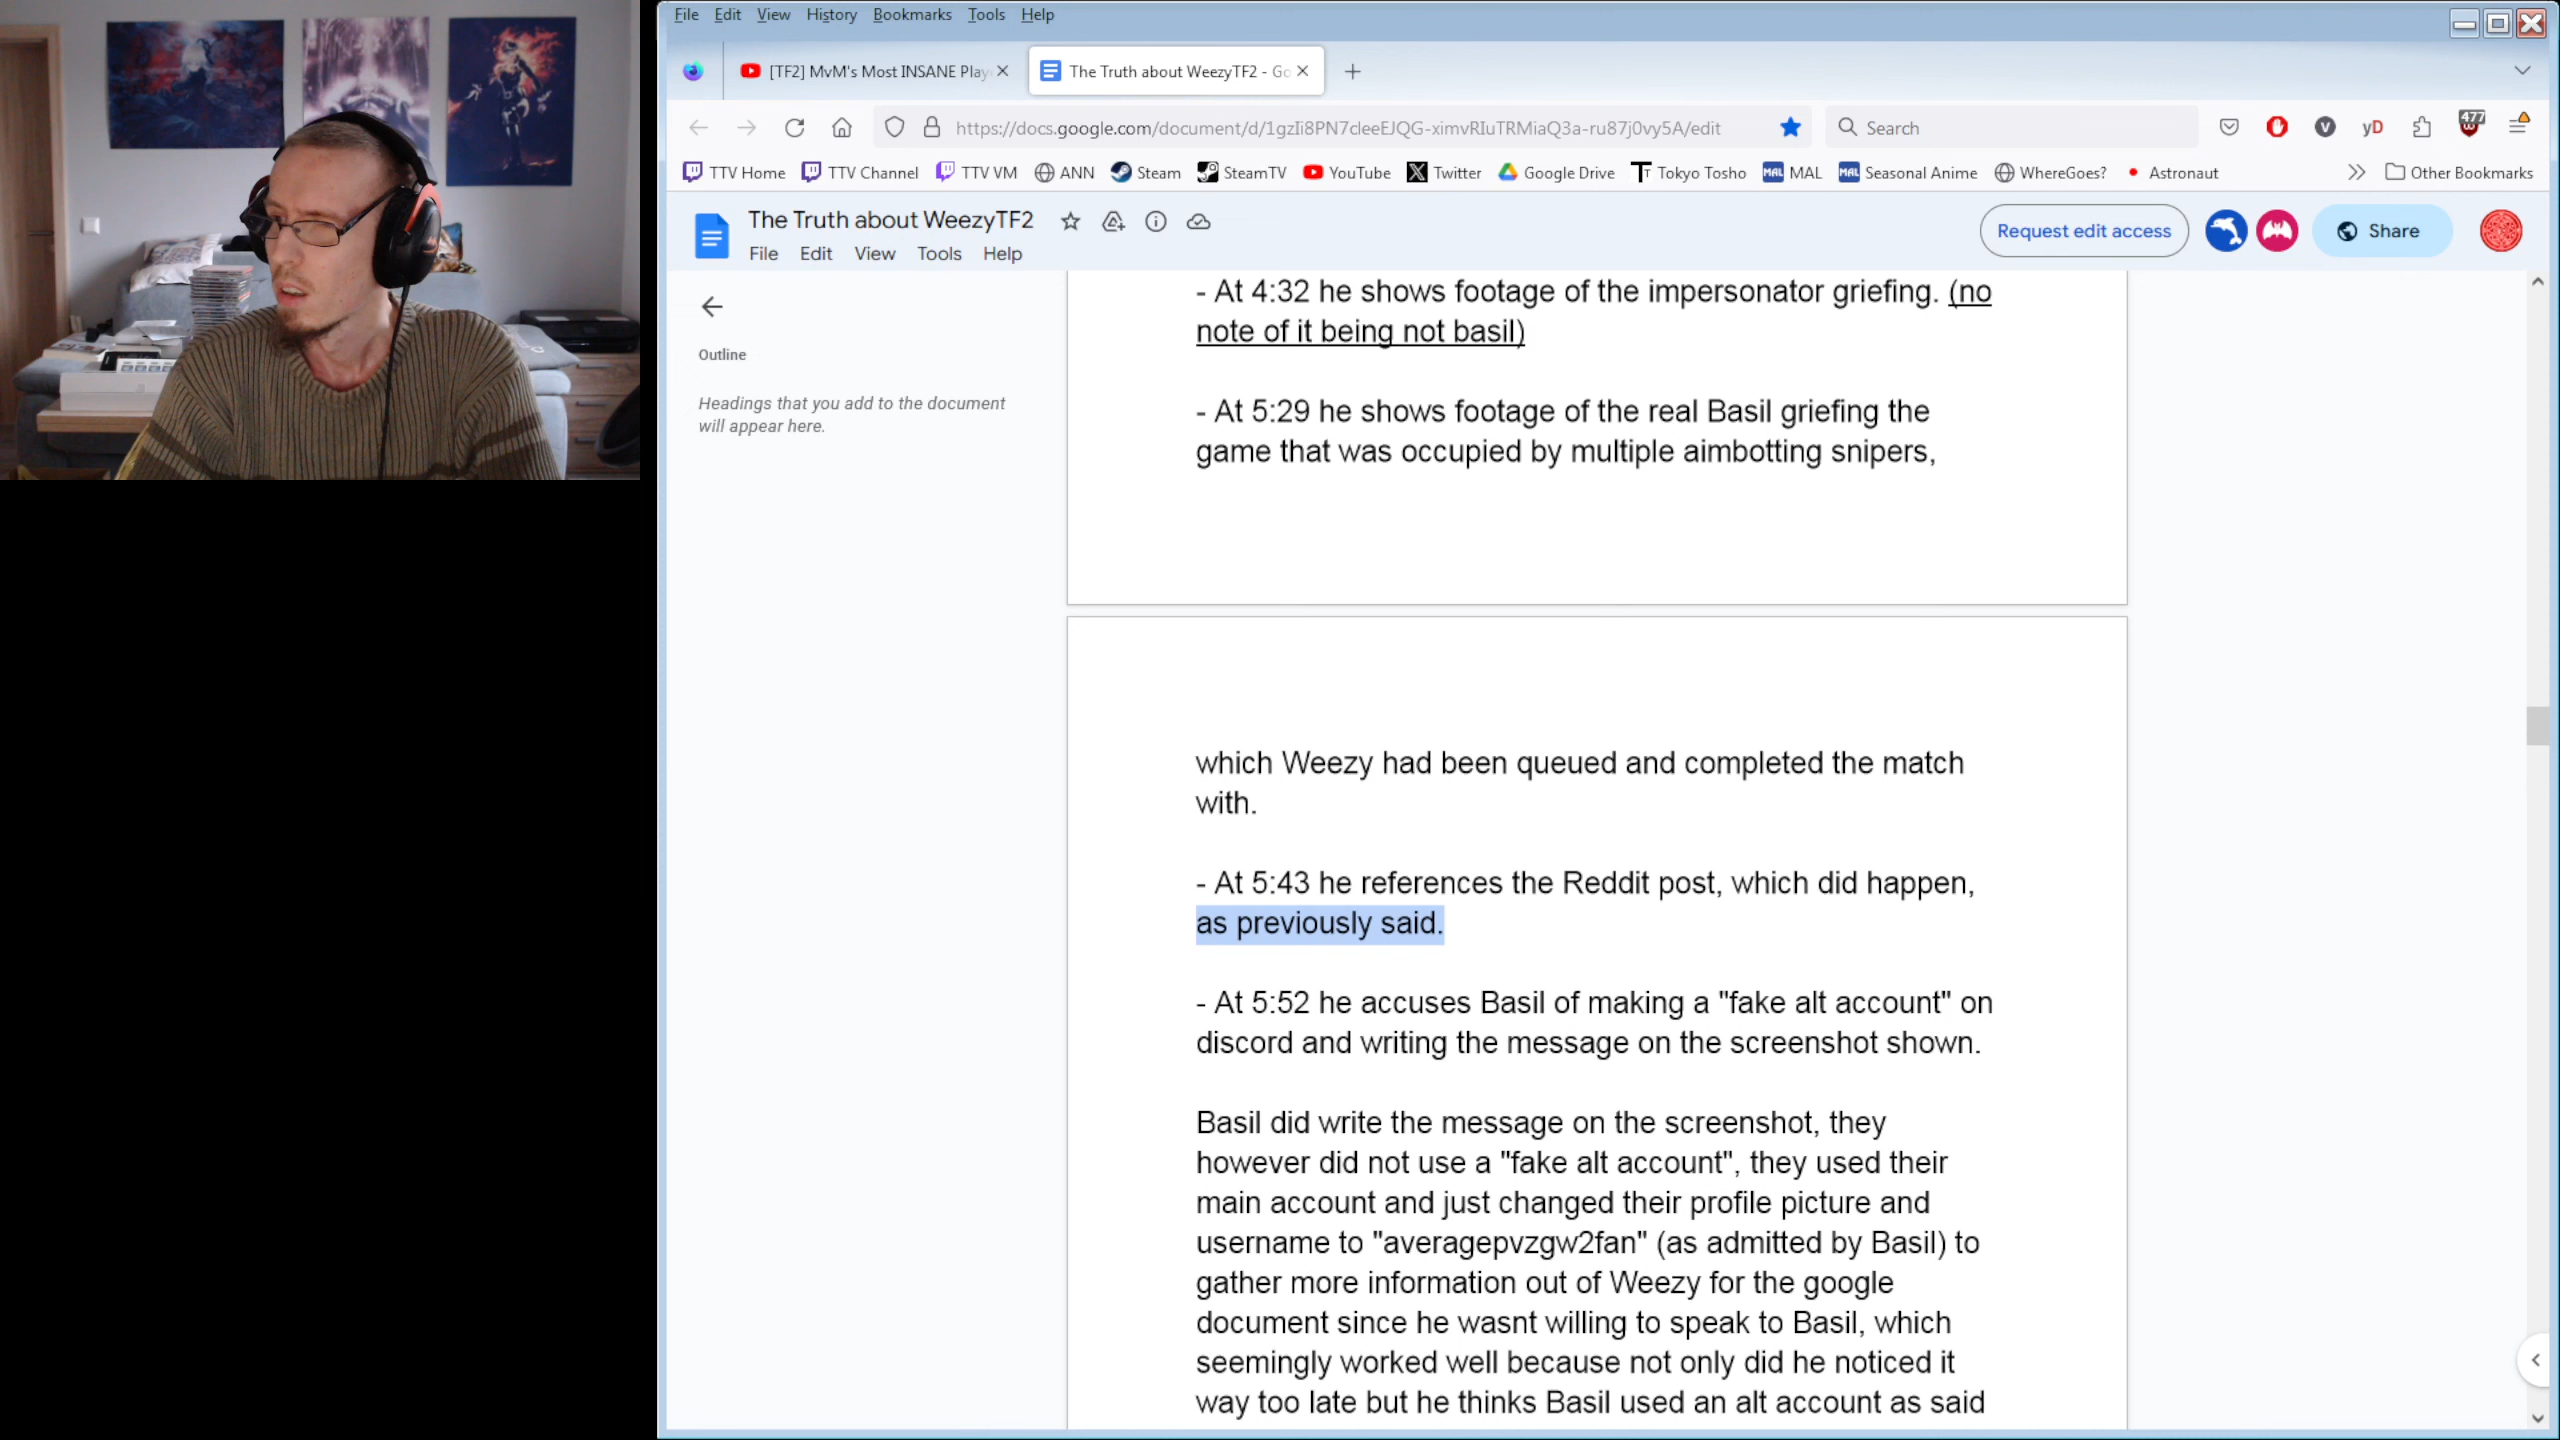 File Edit View History Bookmarks Tools Help
[TF2] MvM's Most INSANE Play
The Truth about WeezyTF2 - Go
https://docs.google.com/document/d/1gzIi8PN7cleeEJQG-ximvRIuTRMiaQ3a-ru87j0vy5A/edit
Search
477
TTV Home TTV Channel TTV VM ANN Steam SteamTV YouTube Twitter Google Drive Tokyo Tosho MAL Seasonal Anime WhereGoes? Astronaut Other Bookmarks
The Truth about WeezyTF2
File Edit View Tools Help
Request edit access
Share
Outline
Headings that you add to the document
will appear here.
- At 4:32 he shows footage of the impersonator griefing. (no
note of it being not basil)
- At 5:29 he shows footage of the real Basil griefing the
game that was occupied by multiple aimbotting snipers,
which Weezy had been queued and completed the match
with.
- At 5:43 he references the Reddit post, which did happen,
as previously said.
- At 5:52 he accuses Basil of making a "fake alt account" on
discord and writing the message on the screenshot shown.
Basil did write the message on the screenshot, they
however did not use a "fake alt account", they used their
main account and just changed their profile picture and
username to "averagepvzgw2fan" (as admitted by Basil) to
gather more information out of Weezy for the google
document since he wasnt willing to speak to Basil, which
seemingly worked well because not only did he noticed it
way too late but he thinks Basil used an alt account as said